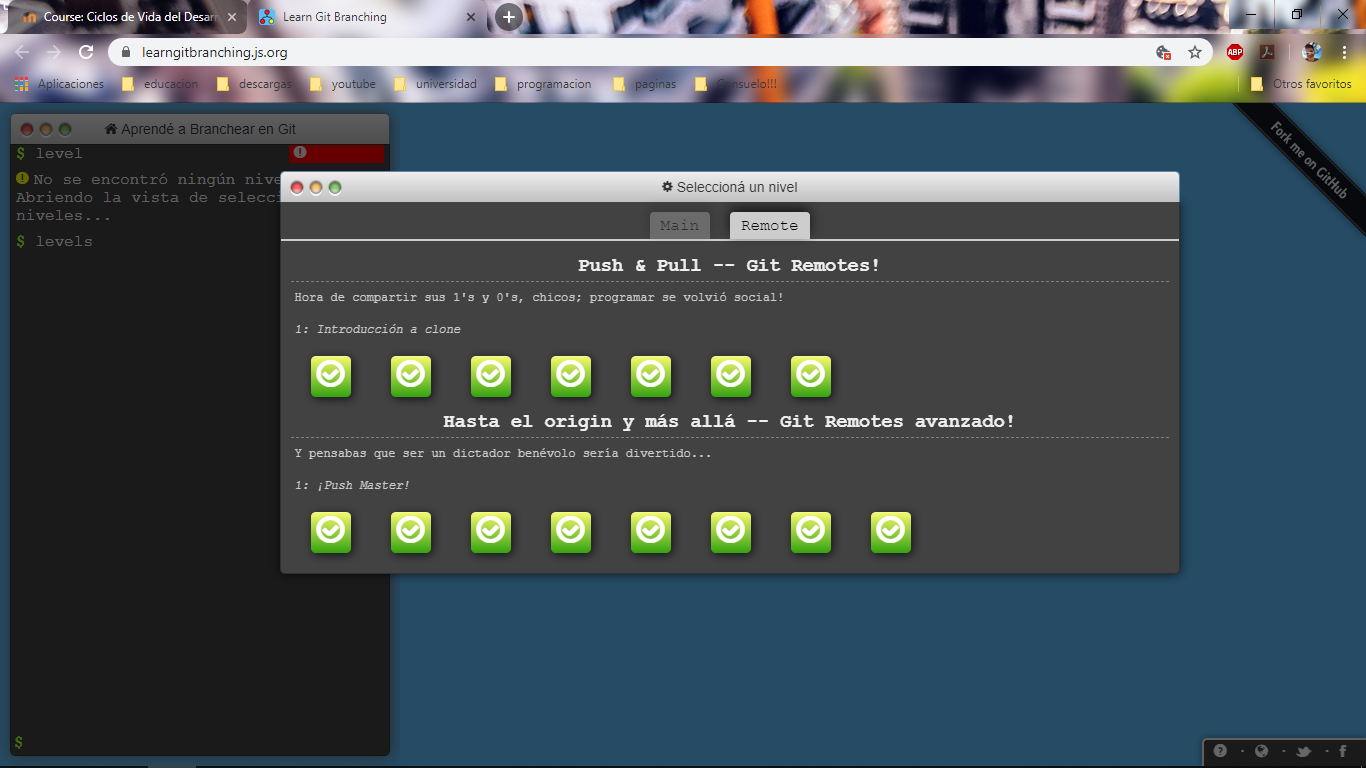 Course: Ciclos de Vida del Desarr
Learn Git Branching
learngitbranching.js.org
ABP
Aplicaciones
educacion
descargas
youtube
universidad
programacion
paginas
Consuelo!!!
Otros favoritos
Aprendé a Branchear en Git
$ level
No se encontró ningún nive
Abriendo la vista de selecci
niveles...
$ levels
$
Fork me on GitHub
Seleccioná un nivel
Main
Remote
Push & Pull -- Git Remotes!
Hora de compartir sus 1's y 0's, chicos; programar se volvió social!
1: Introducción a clone
Hasta el origin y más allá -- Git Remotes avanzado!
Y pensabas que ser un dictador benévolo sería divertido...
1: ¡Push Master!